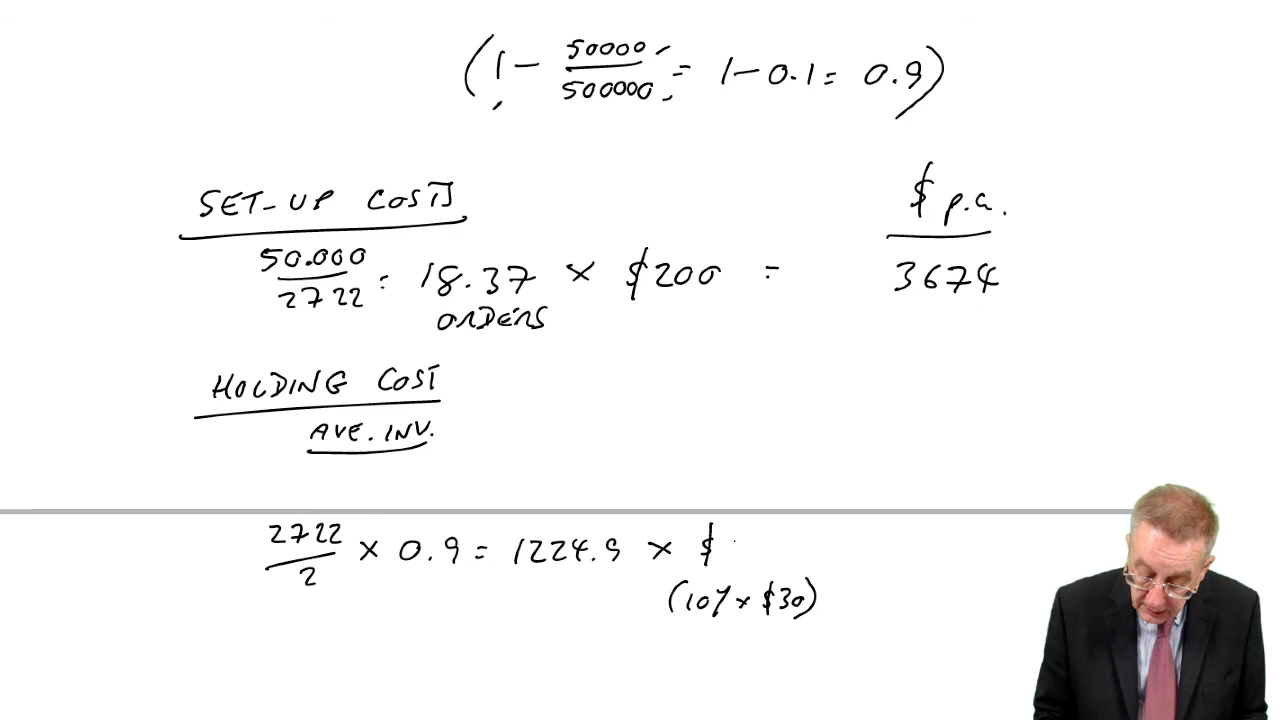 (1 - 50000/500000 = 1 - 0.1 = 0.9)
SET-UP COSTS $ p.a.
50.000/2722 = 18.37 × $200 = 3674
ORDERS
HOLDING COST
AVE. INV.
2722/2 × 0.9 = 1224.9 × $
(10% × $30)